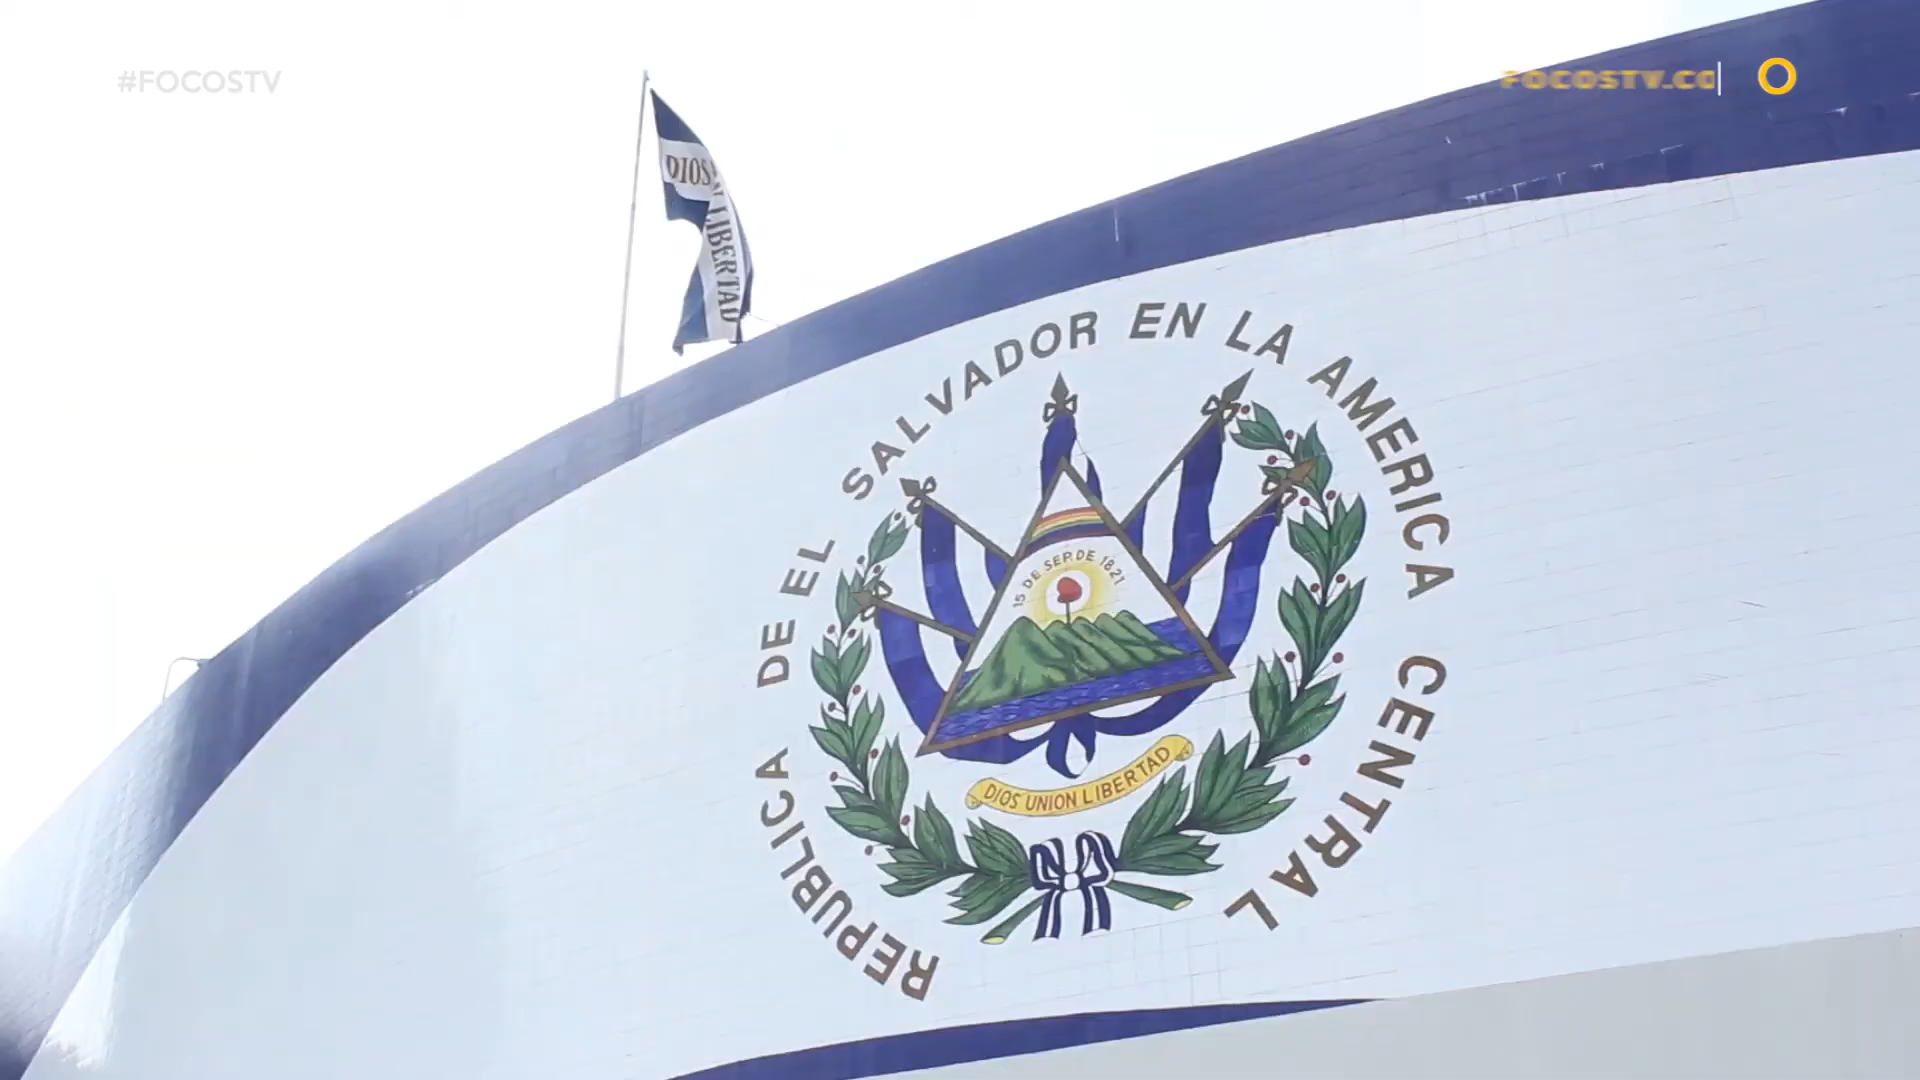 #FOCOSTV
FOCOSTV.CO
DIOS UNION LIBERTAD
REPUBLICA DE EL SALVADOR EN LA AMERICA CENTRAL
15 DE SEP. DE 1821
DIOS UNION LIBERTAD